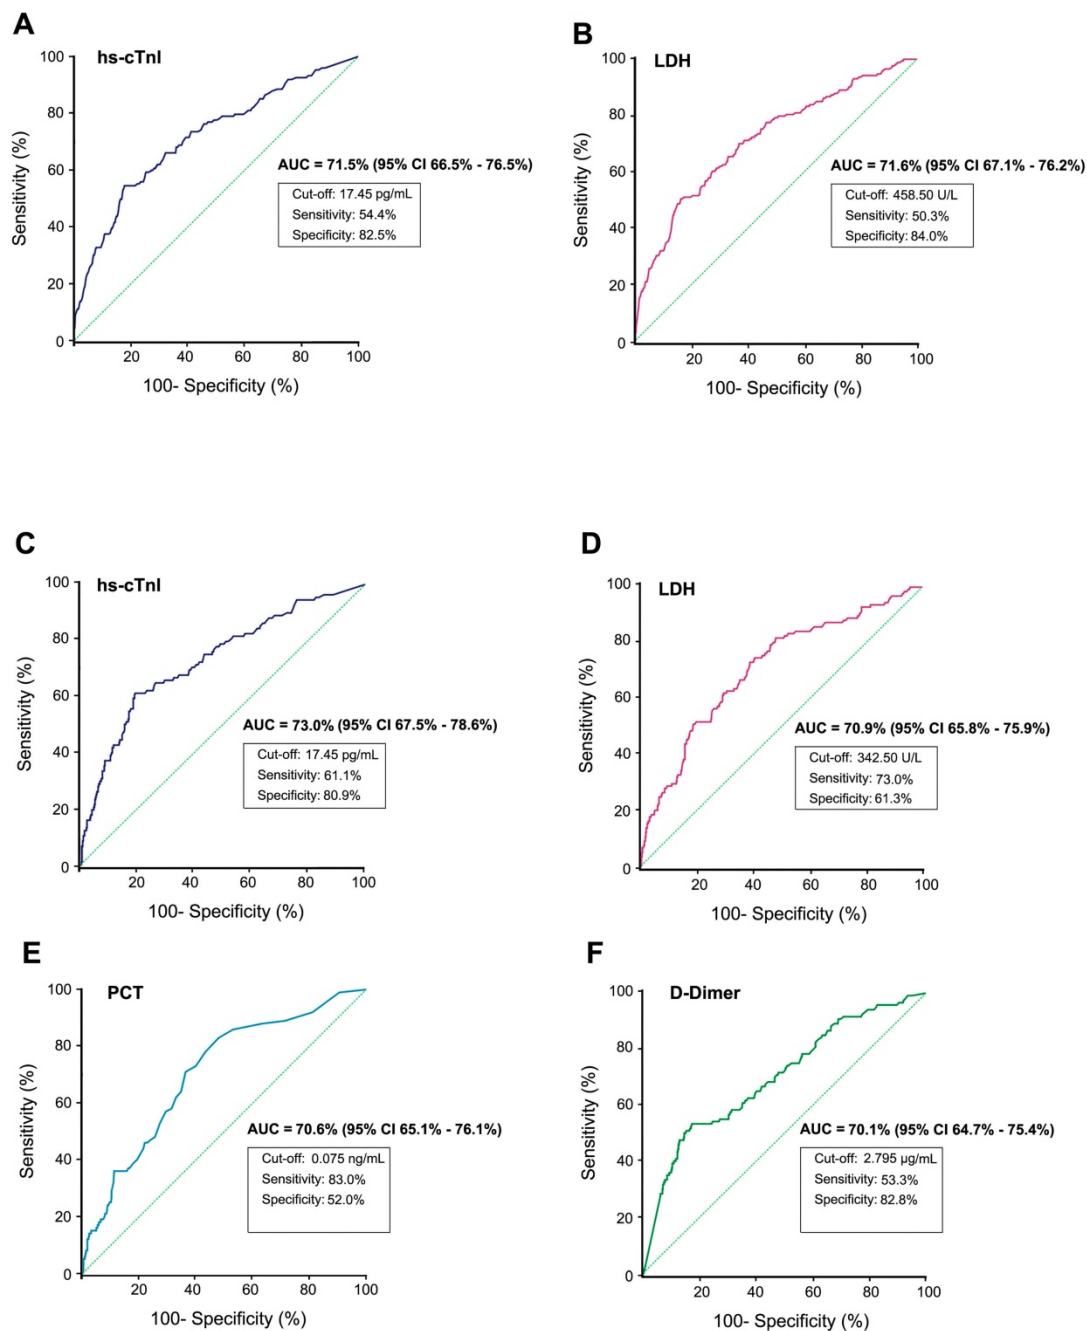 A
hs-cTnI
100
80
60
40
20
0
20
40
60
80
100
Sensitivity (%)
100- Specificity (%)
AUC = 71.5% (95% CI 66.5% - 76.5%)
Cut-off: 17.45 pg/mL
Sensitivity: 54.4%
Specificity: 82.5%
B
LDH
100
80
60
40
20
0
20
40
60
80
100
Sensitivity (%)
100- Specificity (%)
AUC = 71.6% (95% CI 67.1% - 76.2%)
Cut-off: 458.50 U/L
Sensitivity: 50.3%
Specificity: 84.0%
C
hs-cTnI
100
80
60
40
20
0
20
40
60
80
100
Sensitivity (%)
100- Specificity (%)
AUC = 73.0% (95% CI 67.5% - 78.6%)
Cut-off: 17.45 pg/mL
Sensitivity: 61.1%
Specificity: 80.9%
D
LDH
100
80
60
40
20
0
20
40
60
80
100
Sensitivity (%)
100- Specificity (%)
AUC = 70.9% (95% CI 65.8% - 75.9%)
Cut-off: 342.50 U/L
Sensitivity: 73.0%
Specificity: 61.3%
E
PCT
100
80
60
40
20
0
20
40
60
80
100
Sensitivity (%)
100- Specificity (%)
AUC = 70.6% (95% CI 65.1% - 76.1%)
Cut-off: 0.075 ng/mL
Sensitivity: 83.0%
Specificity: 52.0%
F
D-Dimer
100
80
60
40
20
0
20
40
60
80
100
Sensitivity (%)
100- Specificity (%)
AUC = 70.1% (95% CI 64.7% - 75.4%)
Cut-off: 2.795 µg/mL
Sensitivity: 53.3%
Specificity: 82.8%